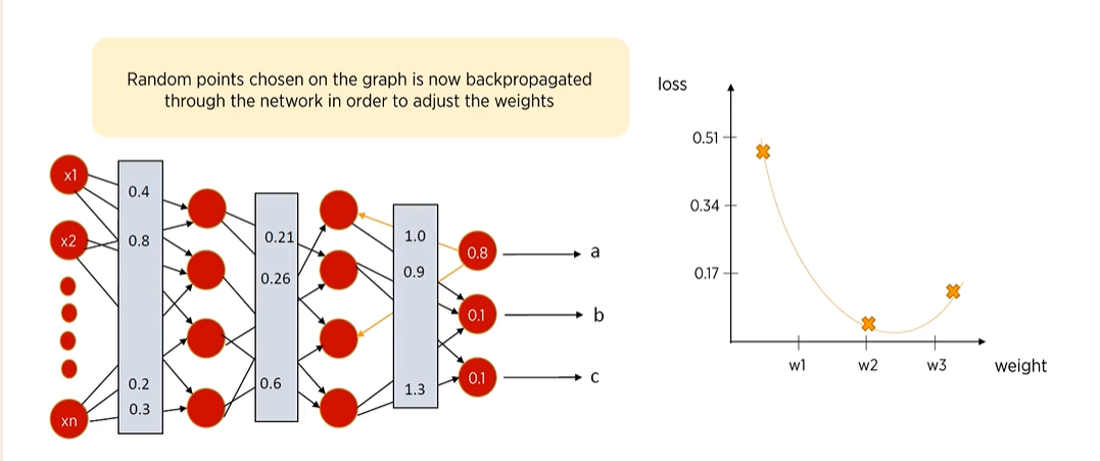 Random points chosen on the graph is now backpropagated
through the network in order to adjust the weights
x1
x2
xn
0.4
0.8
0.2
0.3
0.21
0.26
0.6
1.0
0.9
1.3
0.8
0.1
0.1
a
b
c
loss
0.51
0.34
0.17
w1
w2
w3
weight